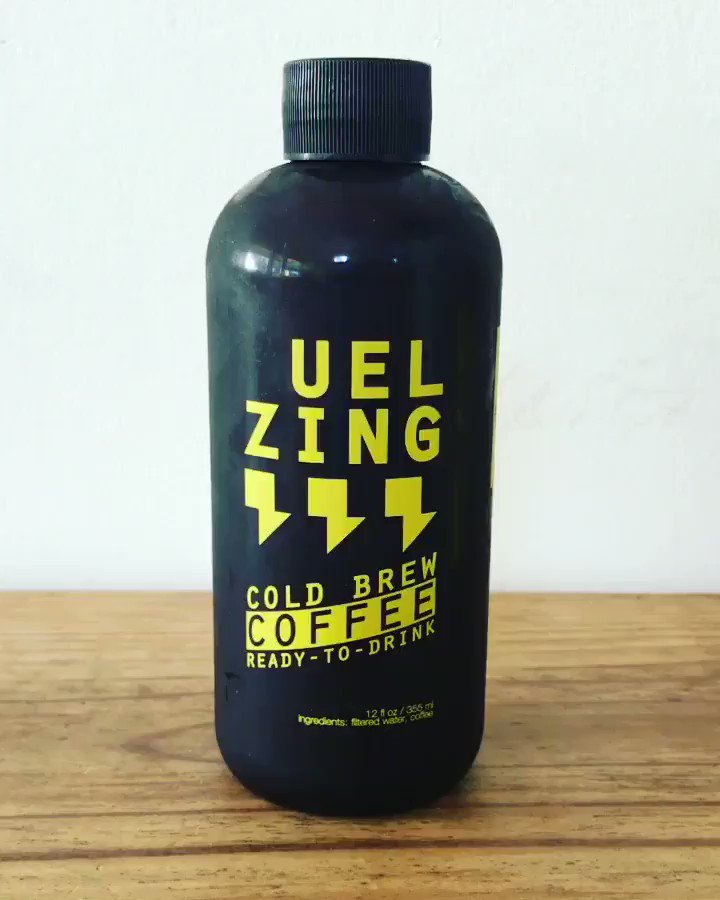 UEL
ZING
COLD BREW
COFFEE
READY-TO-DRINK
12 fl oz / 355 ml
Ingredients: filtered water, coffee